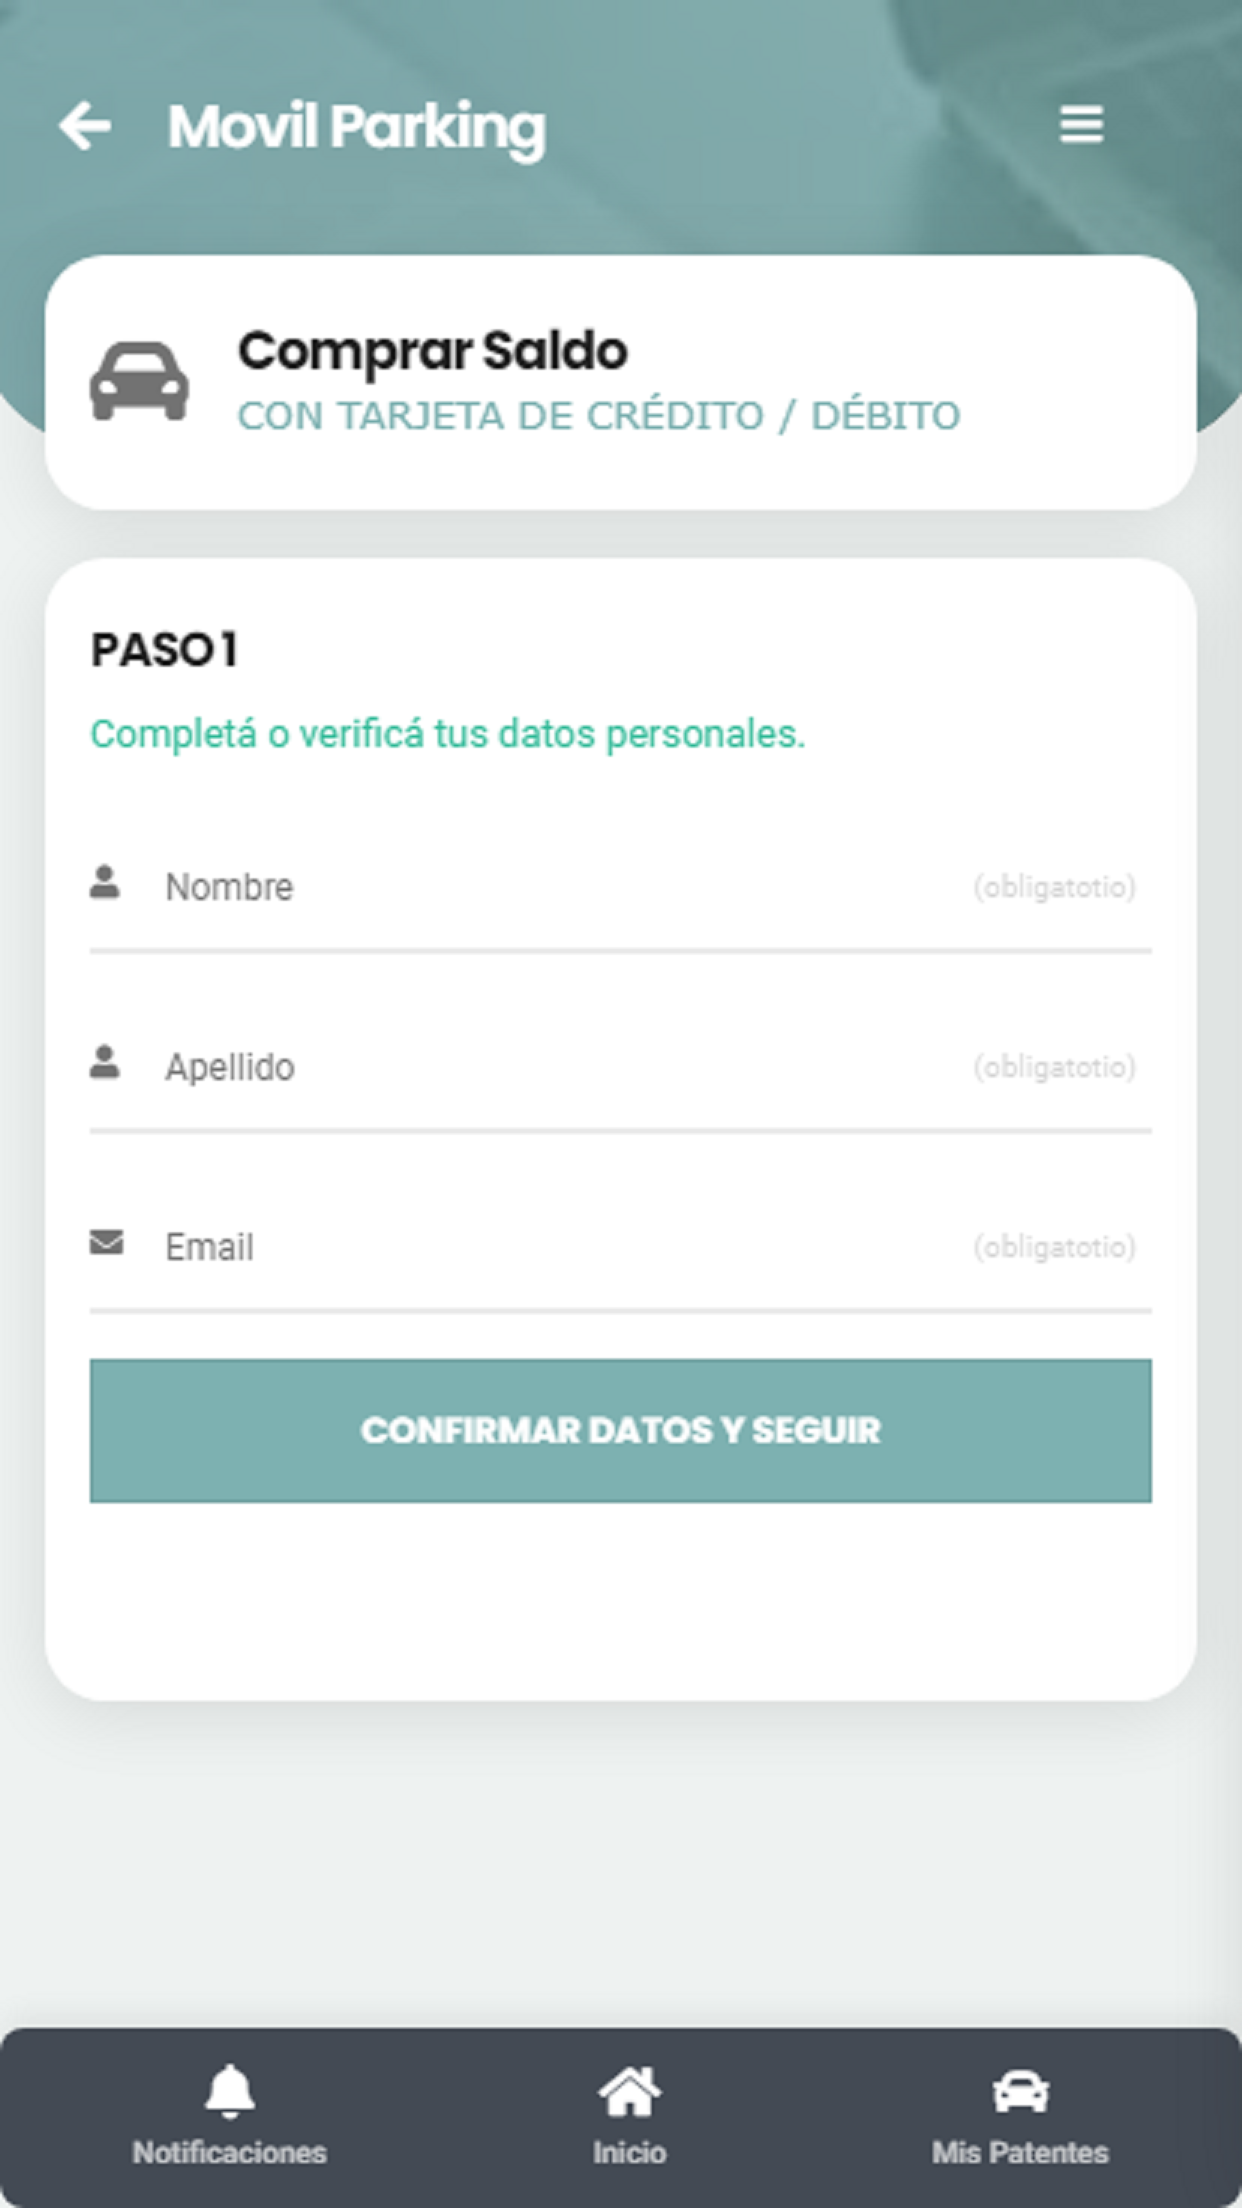 Movil Parking
Comprar Saldo
CON TARJETA DE CRÉDITO / DÉBITO
PASO 1
Completá o verificá tus datos personales.
Nombre (obligatotio)
Apellido (obligatotio)
Email (obligatotio)
CONFIRMAR DATOS Y SEGUIR
Notificaciones Inicio Mis Patentes